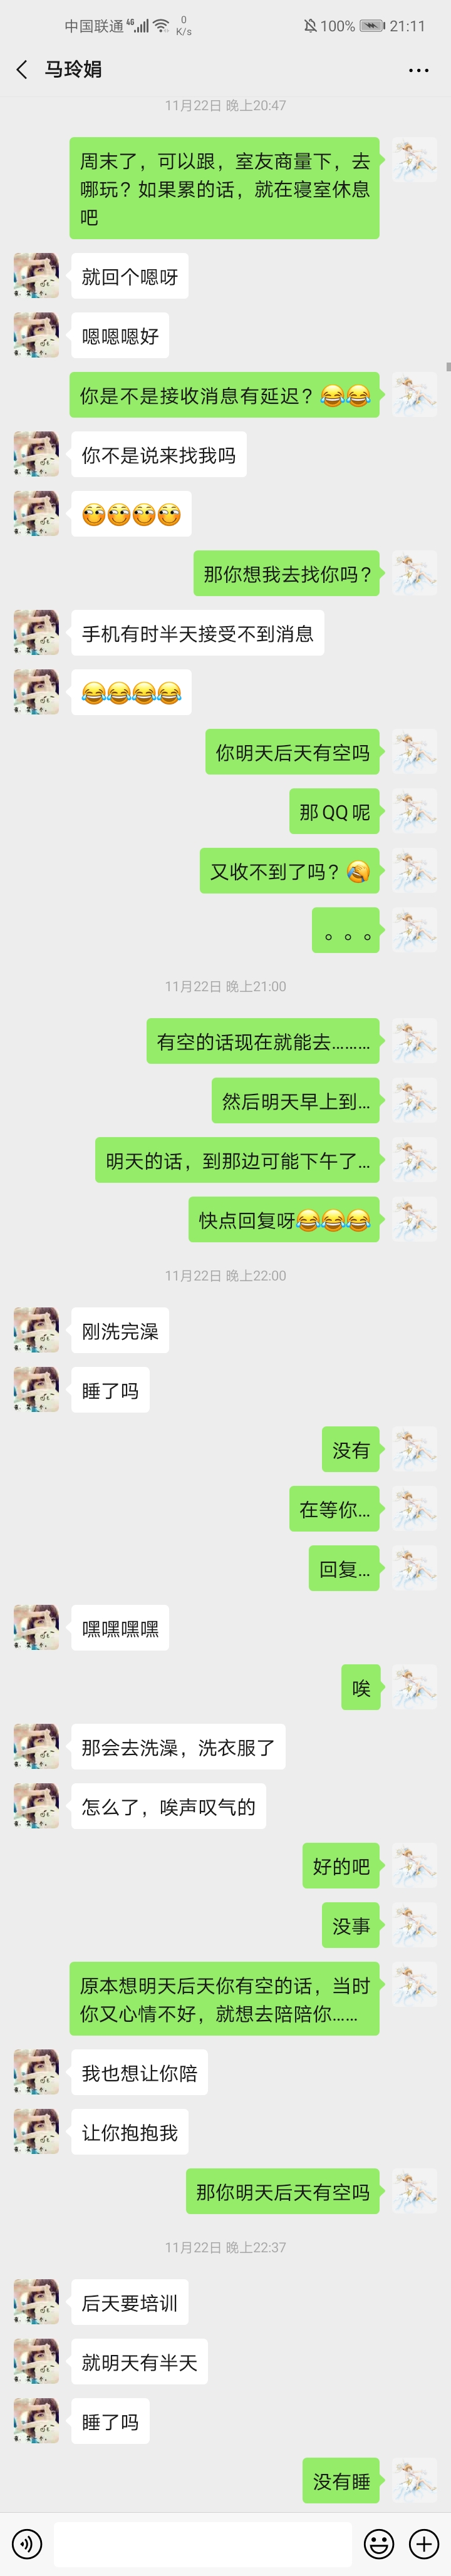 中国联通 4G 0 K/s 100% 21:11
马玲娟
11月22日 晚上20:47
周末了，可以跟，室友商量下，去
哪玩？如果累的话，就在寝室休息
吧
就回个嗯呀
嗯嗯嗯好
你是不是接收消息有延迟？😂😂
你不是说来找我吗
那你想我去找你吗?
手机有时半天接受不到消息
😂😂😂😂
你明天后天有空吗
那QQ呢
又收不到了吗？
。。。
11月22日 晚上21:00
有空的话现在就能去………
然后明天早上到...
明天的话，到那边可能下午了...
快点回复呀😂😂😂
11月22日 晚上22:00
刚洗完澡
睡了吗
没有
在等你...
回复...
嘿嘿嘿嘿
唉
那会去洗澡，洗衣服了
怎么了，唉声叹气的
好的吧
没事
原本想明天后天你有空的话，当时
你又心情不好，就想去陪陪你……
我也想让你陪
让你抱抱我
那你明天后天有空吗
11月22日 晚上22:37
后天要培训
就明天有半天
睡了吗
没有睡